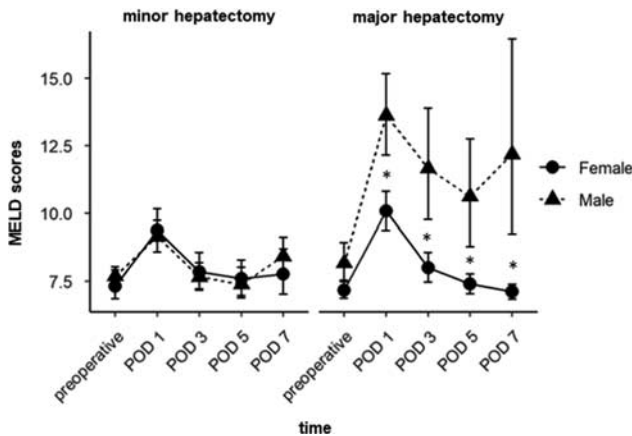 minor hepatectomy
major hepatectomy
MELD scores
15.0
12.5
10.0
7.5
*
*
*
*
Female
Male
preoperative
POD 1
POD 3
POD 5
POD 7
preoperative
POD 1
POD 3
POD 5
POD 7
time